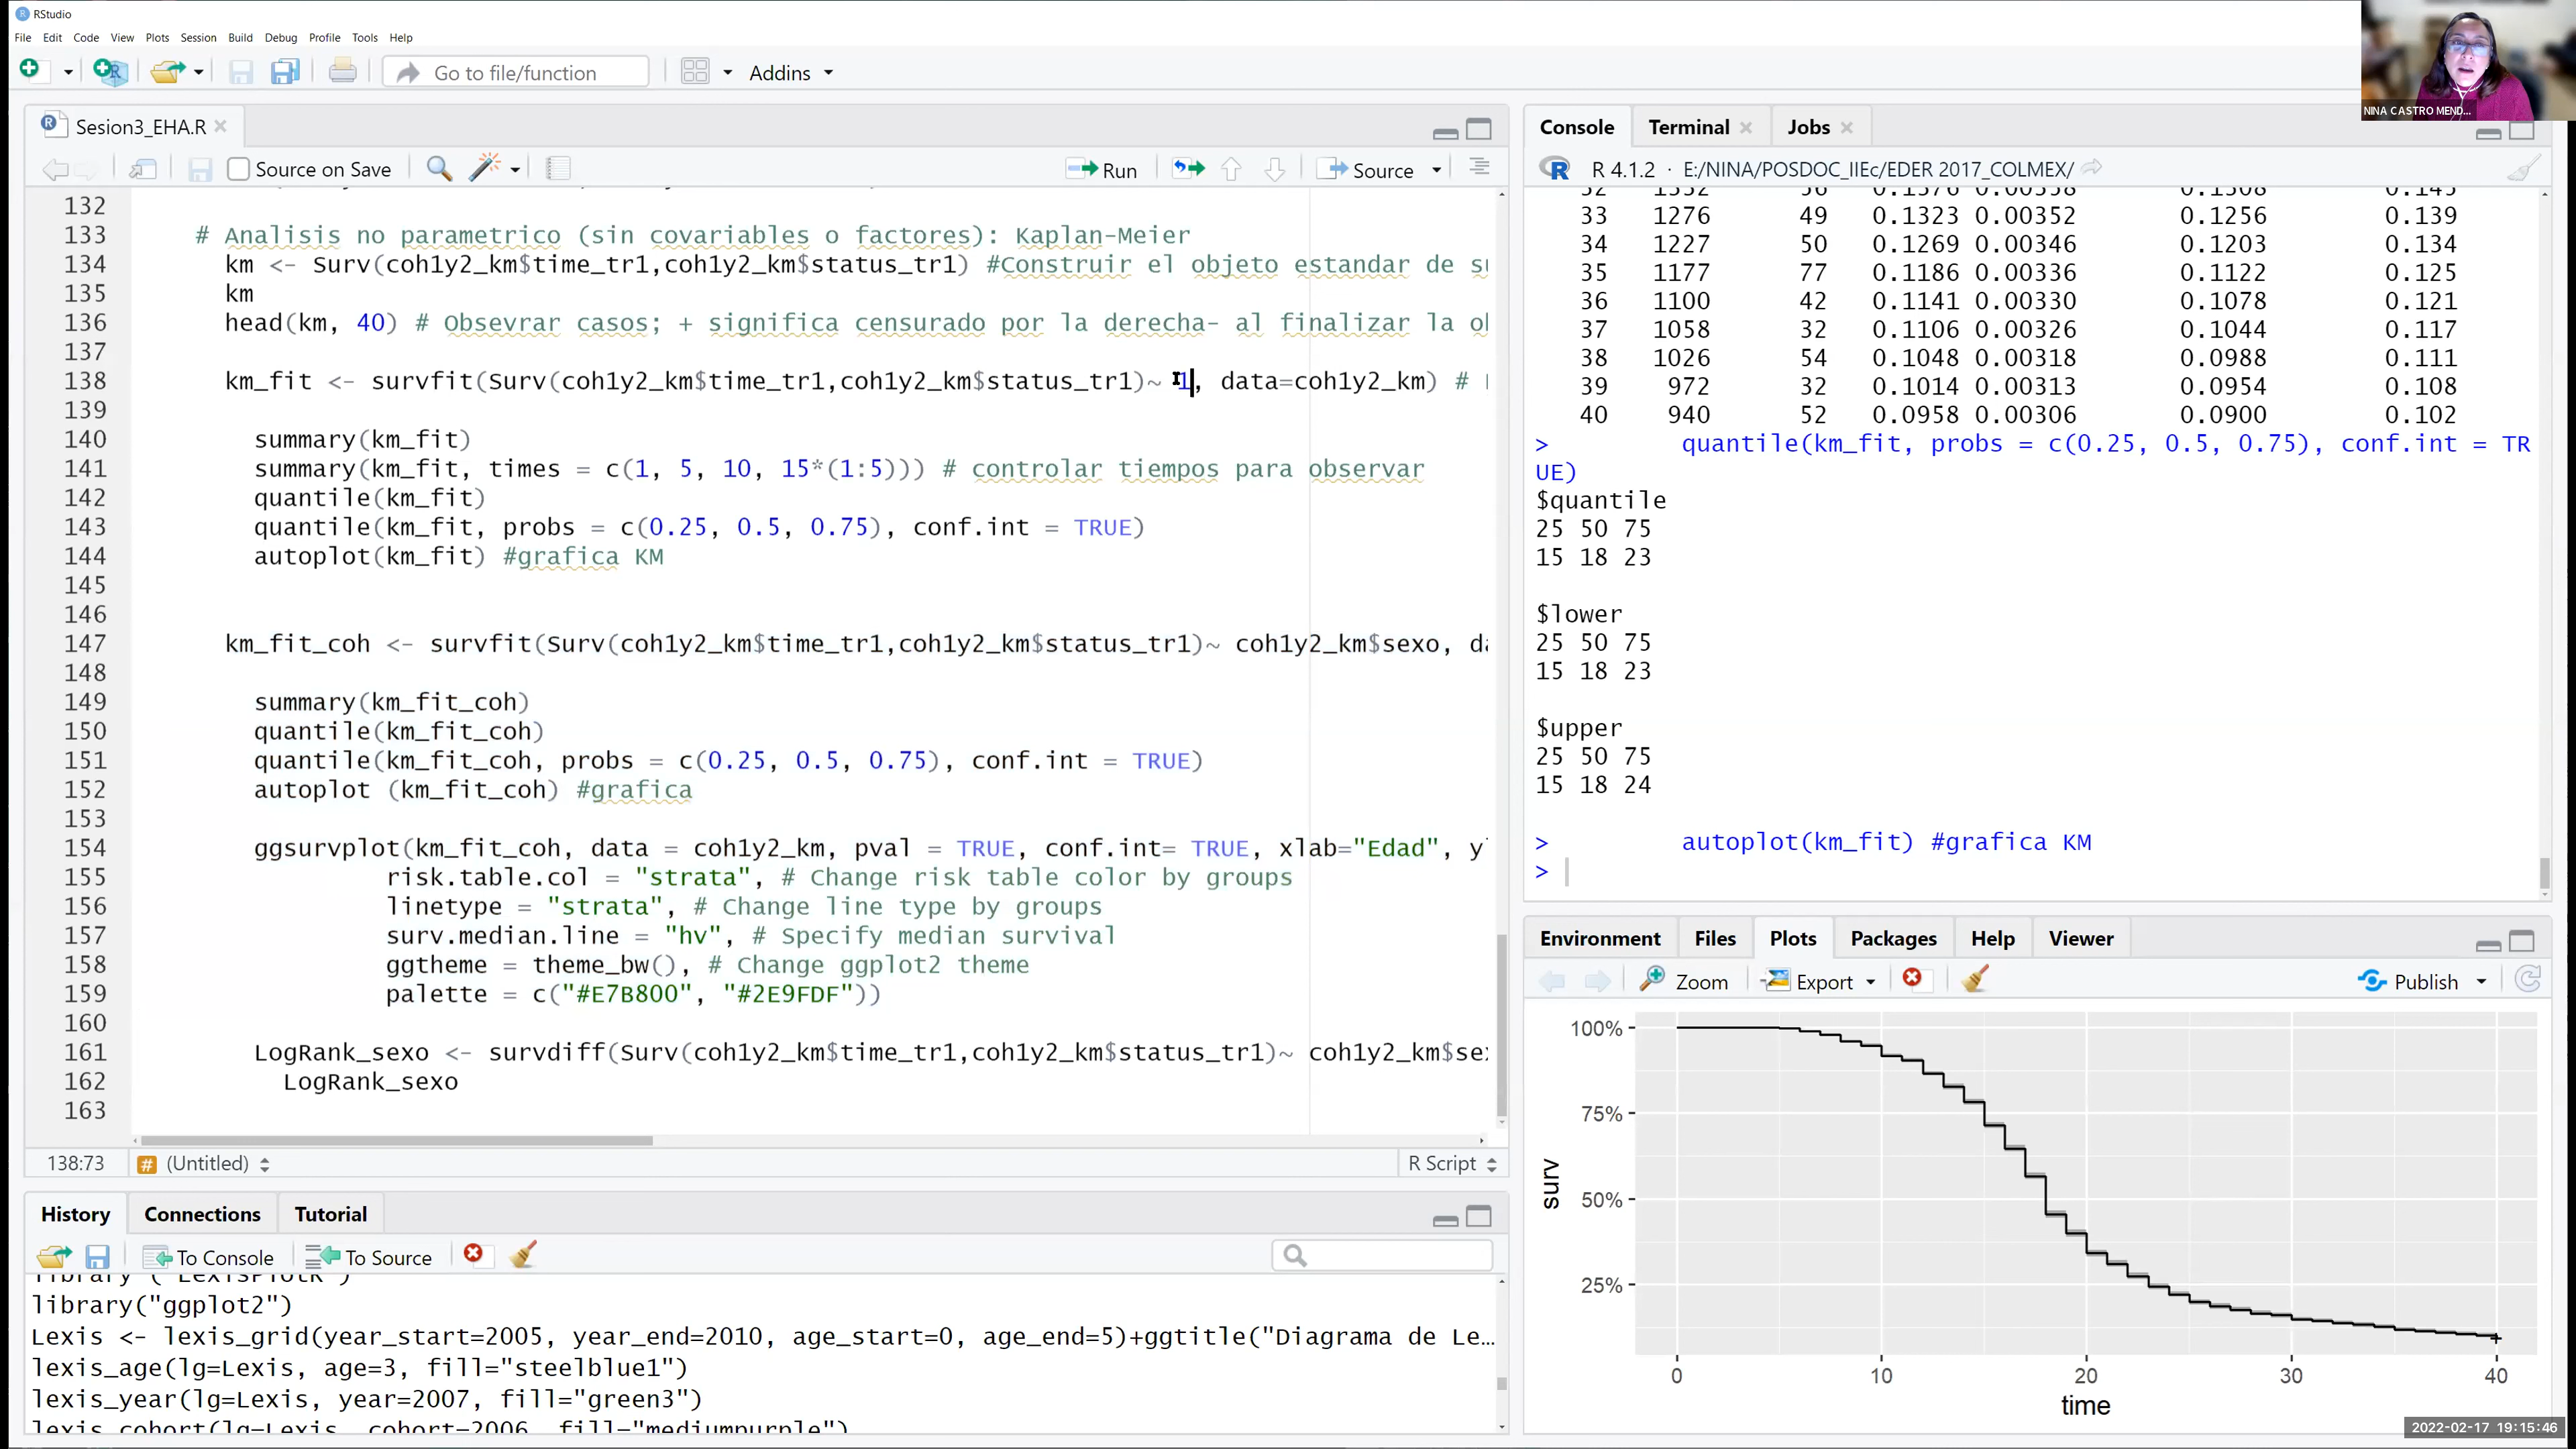 RStudio
File Edit Code View Plots Session Build Debug Profile Tools Help
Go to file/function
Addins
NINA CASTRO MEND...
Sesion3_EHA.R
Source on Save
Run
Source
132
133 # Analisis no parametrico (sin covariables o factores): Kaplan-Meier
134 km <- Surv(coh1y2_km$time_tr1,coh1y2_km$status_tr1) #Construir el objeto estandar de su
135 km
136 head(km, 40) # Obsevrar casos; + significa censurado por la derecha- al finalizar la ob
137
138 km_fit <- survfit(Surv(coh1y2_km$time_tr1,coh1y2_km$status_tr1)~ 1, data=coh1y2_km) #
139
140 summary(km_fit)
141 summary(km_fit, times = c(1, 5, 10, 15*(1:5))) # controlar tiempos para observar
142 quantile(km_fit)
143 quantile(km_fit, probs = c(0.25, 0.5, 0.75), conf.int = TRUE)
144 autoplot(km_fit) #grafica KM
145
146
147 km_fit_coh <- survfit(Surv(coh1y2_km$time_tr1,coh1y2_km$status_tr1)~ coh1y2_km$sexo, da
148
149 summary(km_fit_coh)
150 quantile(km_fit_coh)
151 quantile(km_fit_coh, probs = c(0.25, 0.5, 0.75), conf.int = TRUE)
152 autoplot (km_fit_coh) #grafica
153
154 ggsurvplot(km_fit_coh, data = coh1y2_km, pval = TRUE, conf.int= TRUE, xlab="Edad", y
155 risk.table.col = "strata", # Change risk table color by groups
156 linetype = "strata", # Change line type by groups
157 surv.median.line = "hv", # Specify median survival
158 ggtheme = theme_bw(), # Change ggplot2 theme
159 palette = c("#E7B800", "#2E9FDF"))
160
161 LogRank_sexo <- survdiff(Surv(coh1y2_km$time_tr1,coh1y2_km$status_tr1)~ coh1y2_km$sex
162 LogRank_sexo
163
138:73 (Untitled) R Script
History Connections Tutorial
To Console To Source
library("ggplot2")
Lexis <- lexis_grid(year_start=2005, year_end=2010, age_start=0, age_end=5)+ggtitle("Diagrama de Le…
lexis_age(lg=Lexis, age=3, fill="steelblue1")
lexis_year(lg=Lexis, year=2007, fill="green3")
lexis_cohort(lg=Lexis, cohort=2006, fill="mediumpurple")
Console Terminal Jobs
R 4.1.2 · E:/NINA/POSDOC_IIEc/EDER 2017_COLMEX/
33 1276 49 0.1323 0.00352 0.1256 0.139
34 1227 50 0.1269 0.00346 0.1203 0.134
35 1177 77 0.1186 0.00336 0.1122 0.125
36 1100 42 0.1141 0.00330 0.1078 0.121
37 1058 32 0.1106 0.00326 0.1044 0.117
38 1026 54 0.1048 0.00318 0.0988 0.111
39 972 32 0.1014 0.00313 0.0954 0.108
40 940 52 0.0958 0.00306 0.0900 0.102
> quantile(km_fit, probs = c(0.25, 0.5, 0.75), conf.int = TR
UE)
$quantile
25 50 75
15 18 23
$lower
25 50 75
15 18 23
$upper
25 50 75
15 18 24
> autoplot(km_fit) #grafica KM
>
Environment Files Plots Packages Help Viewer
Zoom Export Publish
100%
75%
50%
25%
surv
0 10 20 30 40
time
2022-02-17 19:15:46